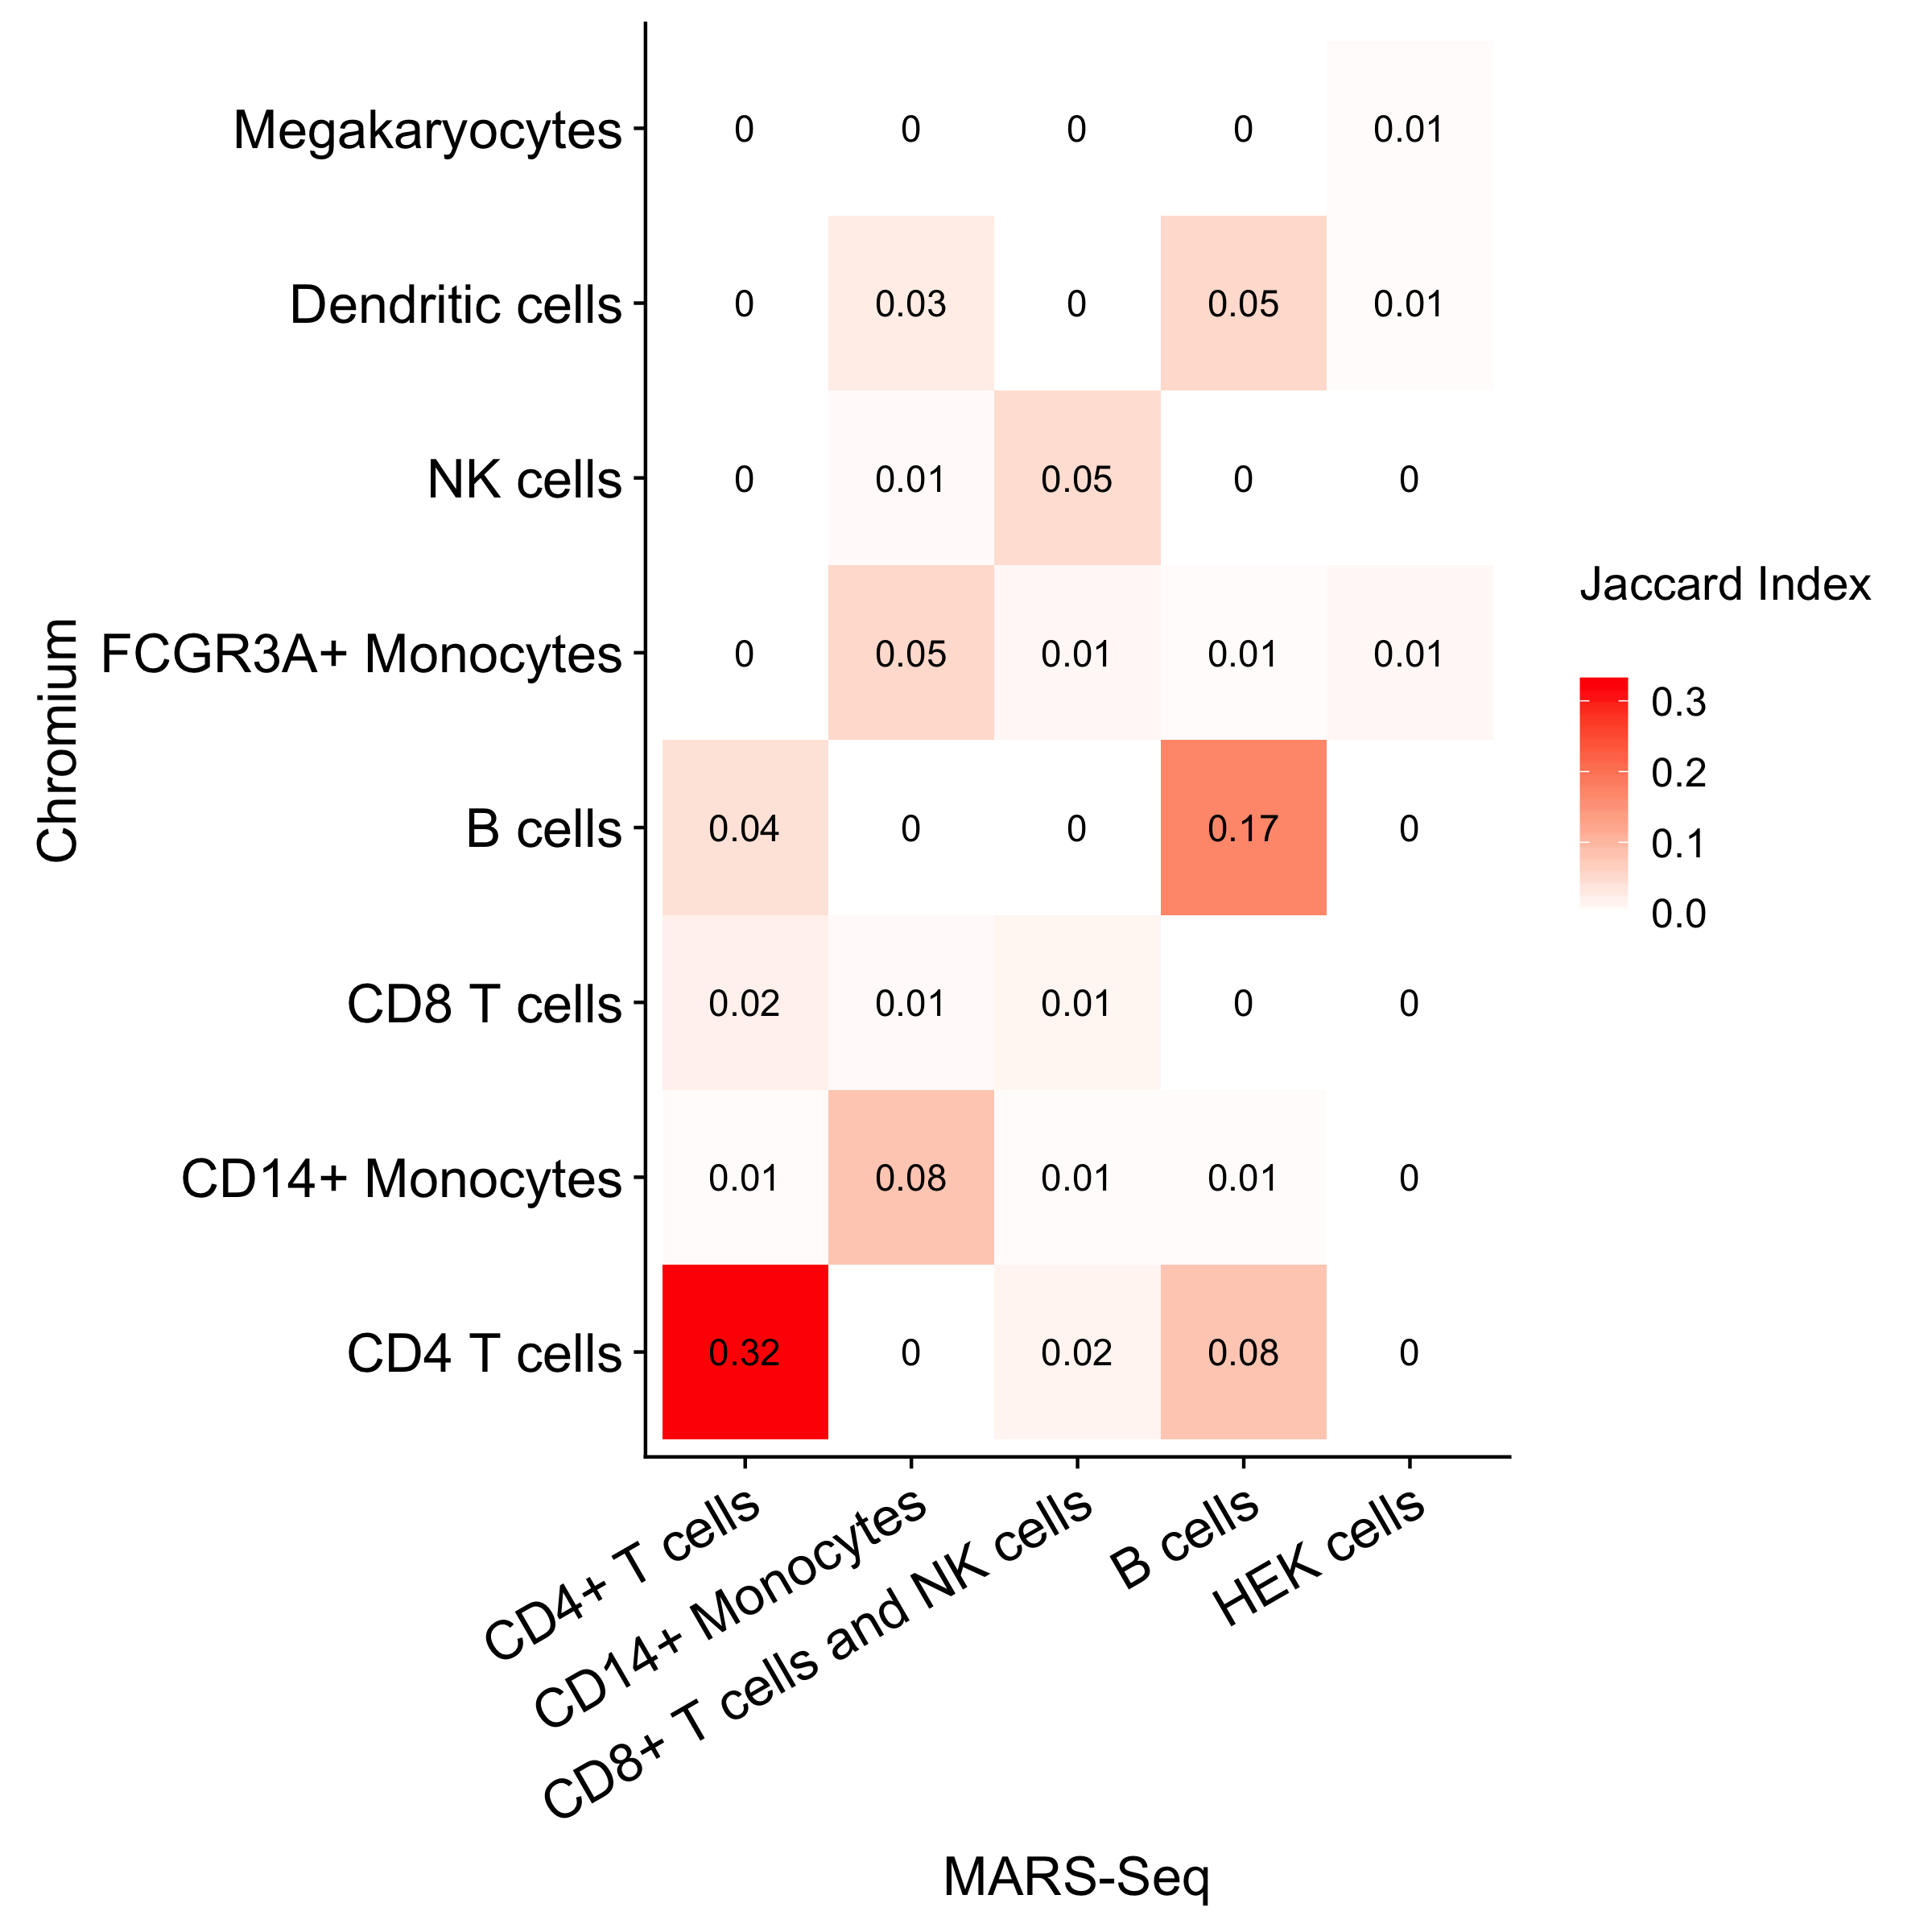 Megakaryocytes 0 0 0 0 0.01
Dendritic cells 0 0.03 0 0.05 0.01
NK cells 0 0.01 0.05 0 0
FCGR3A+ Monocytes 0 0.05 0.01 0.01 0.01
B cells 0.04 0 0 0.17 0
CD8 T cells 0.02 0.01 0.01 0 0
CD14+ Monocytes 0.01 0.08 0.01 0.01 0
CD4 T cells 0.32 0 0.02 0.08 0
Chromium
CD4+ T cells
CD14+ Monocytes
CD8+ T cells and NK cells
B cells
HEK cells
MARS-Seq
Jaccard Index
0.3
0.2
0.1
0.0